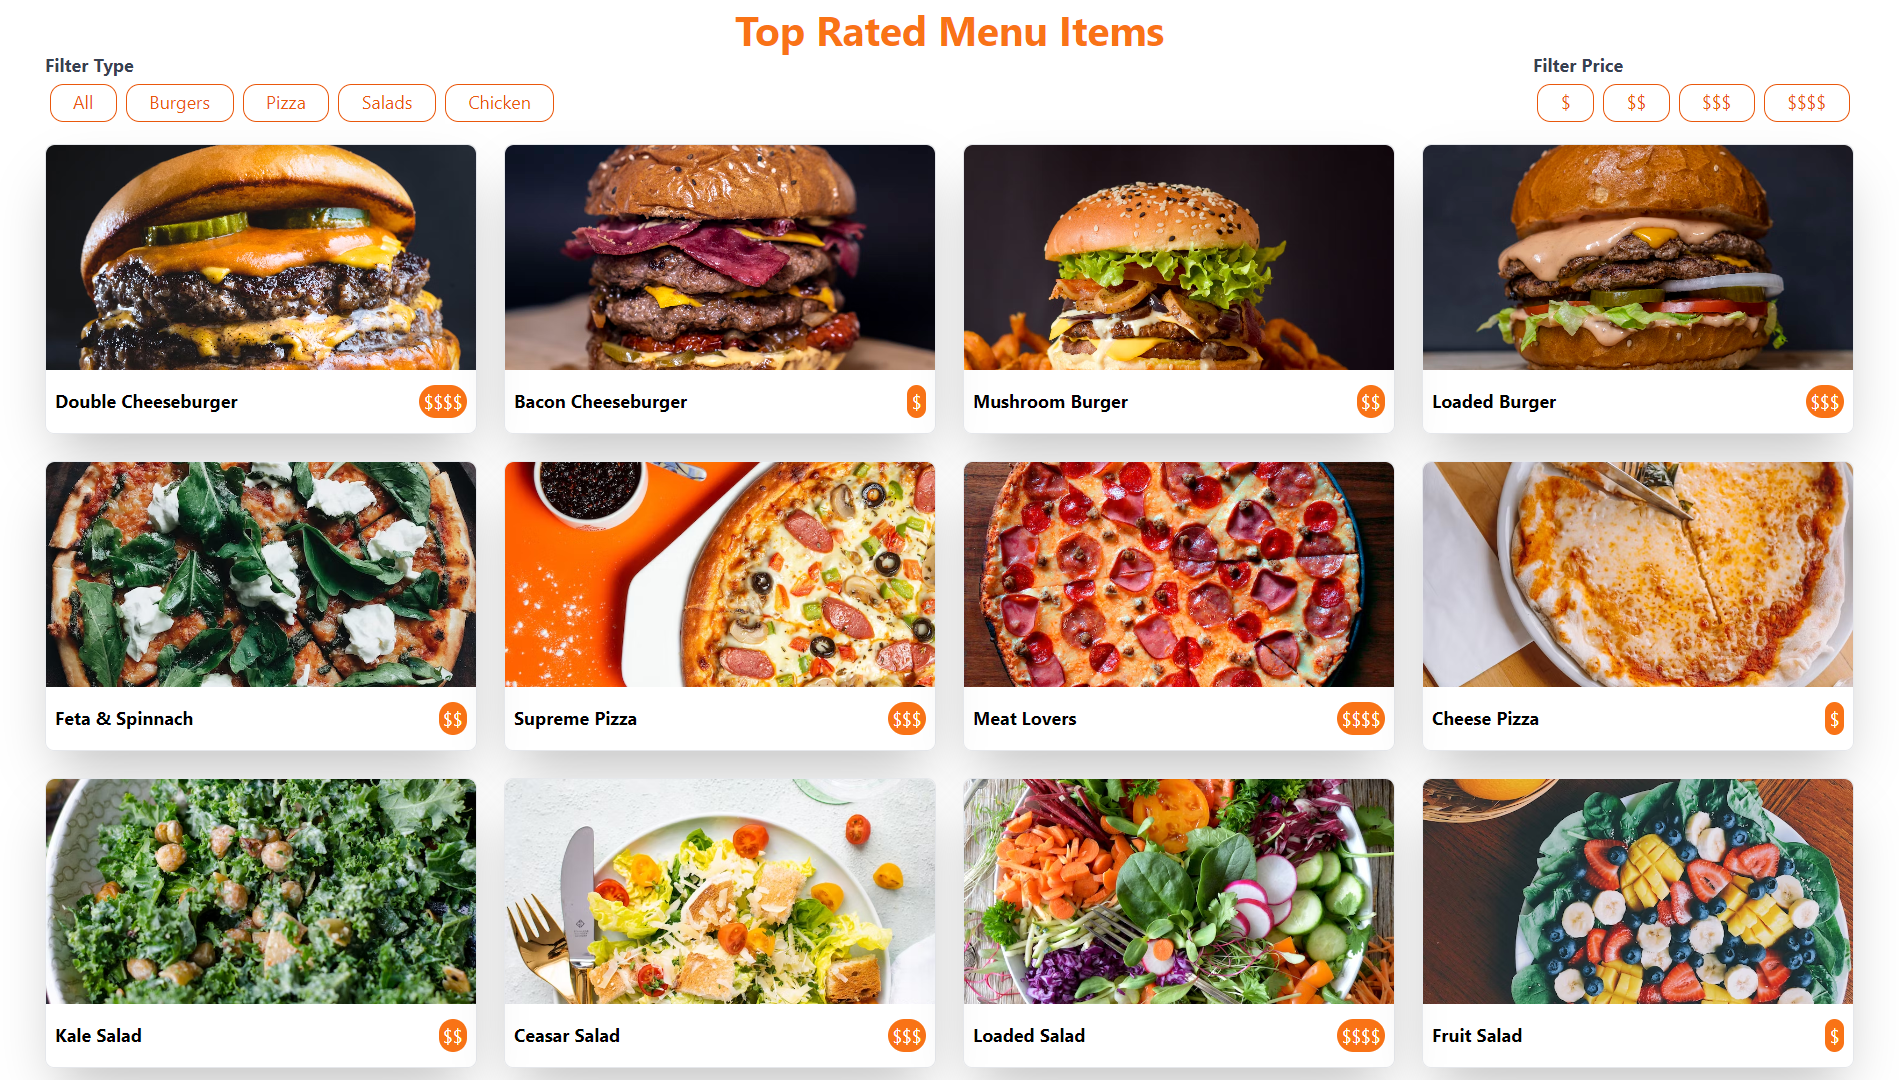 Top Rated Menu Items
Filter Type
Filter Price
All Burgers Pizza Salads Chicken
$ $$ $$$ $$$$
Double Cheeseburger $$$$
Bacon Cheeseburger $
Mushroom Burger $$
Loaded Burger $$$
Feta & Spinnach $$
Supreme Pizza $$$
Meat Lovers $$$$
Cheese Pizza $
Kale Salad $$
Ceasar Salad $$$
Loaded Salad $$$$
Fruit Salad $